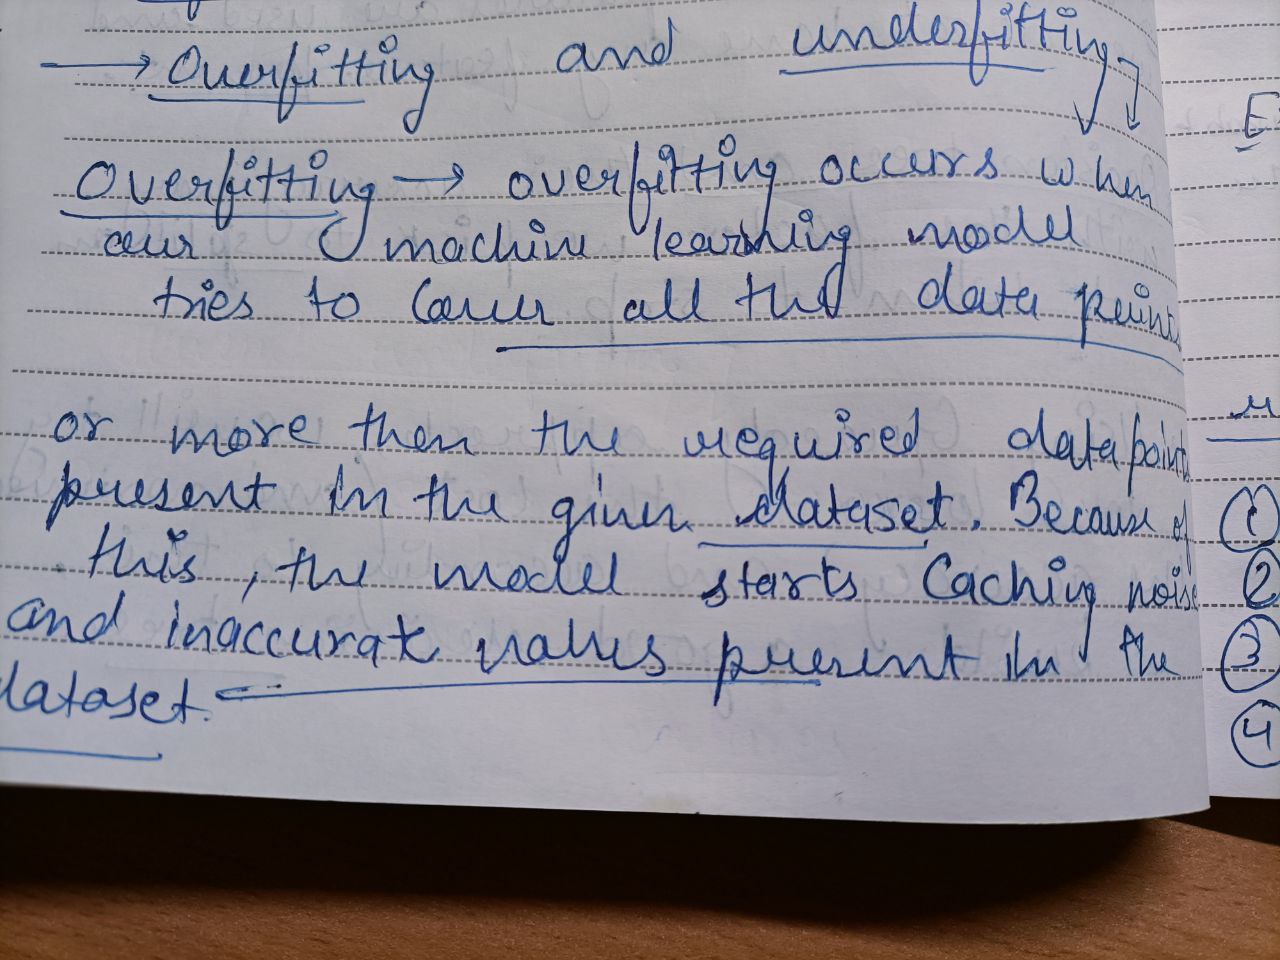 → Overfitting and underfitting
Overfitting → overfitting occurs when
our machine learning model
tries to cover all the data points
or more then the required datapoints
present in the given dataset. Because of
this, the model starts Caching noise
and inaccurate values present in the
dataset.
E
1
2
3
4